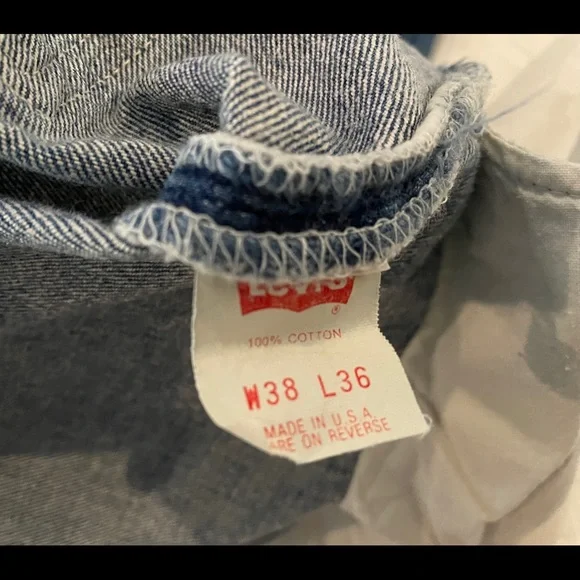 Levi's
®
100% COTTON
W38 L36
MADE IN U.S.A.
ARE ON REVERSE